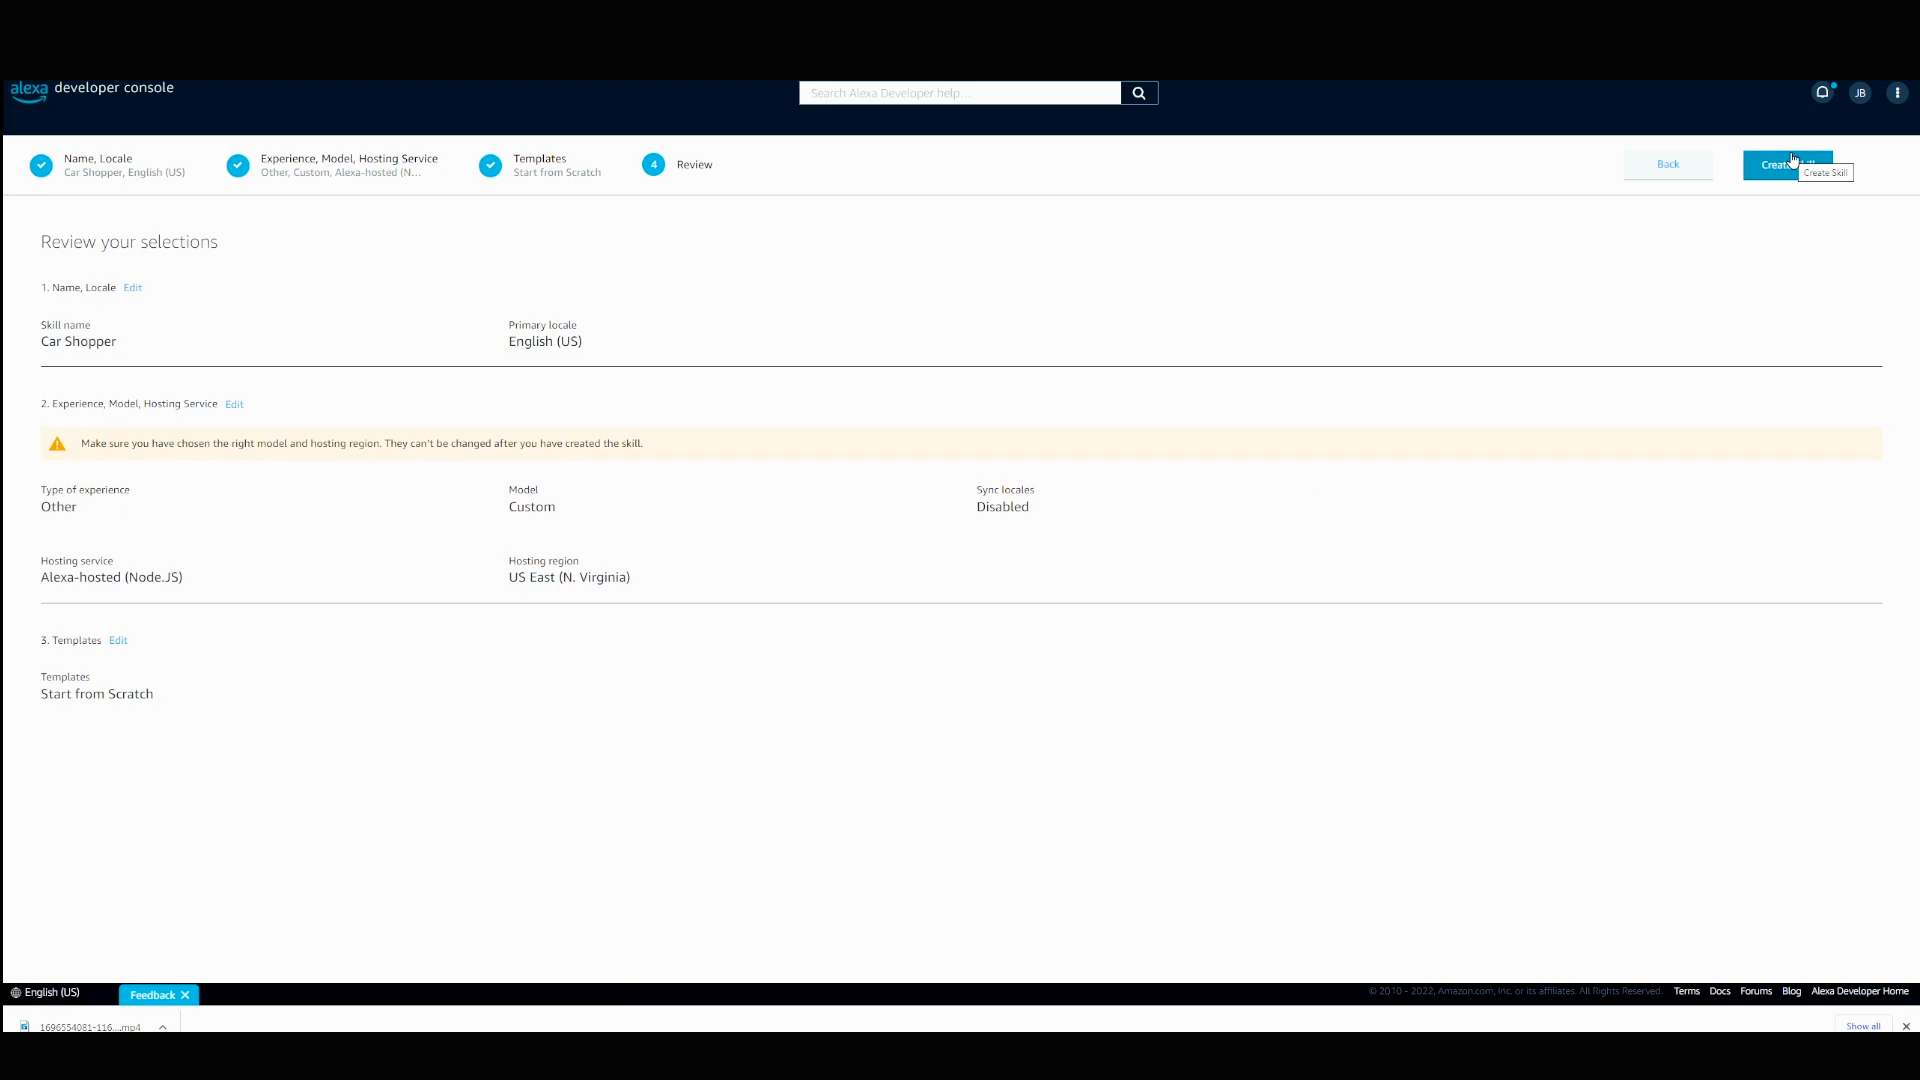 alexa developer console
Search Alexa Developer help...
JB
Name, Locale
Car Shopper, English (US)
Experience, Model, Hosting Service
Other, Custom, Alexa-hosted (N...
Templates
Start from Scratch
4 Review
Back
Create Skill
Review your selections
1. Name, Locale Edit
Skill name
Car Shopper
Primary locale
English (US)
2. Experience, Model, Hosting Service Edit
Make sure you have chosen the right model and hosting region. They can't be changed after you have created the skill.
Type of experience
Other
Model
Custom
Sync locales
Disabled
Hosting service
Alexa-hosted (Node.JS)
Hosting region
US East (N. Virginia)
3. Templates Edit
Templates
Start from Scratch
English (US)
Feedback
© 2010 - 2022, Amazon.com, Inc. or its affiliates. All Rights Reserved.
Terms Docs Forums Blog Alexa Developer Home
1696554081-116....mp4
Show all